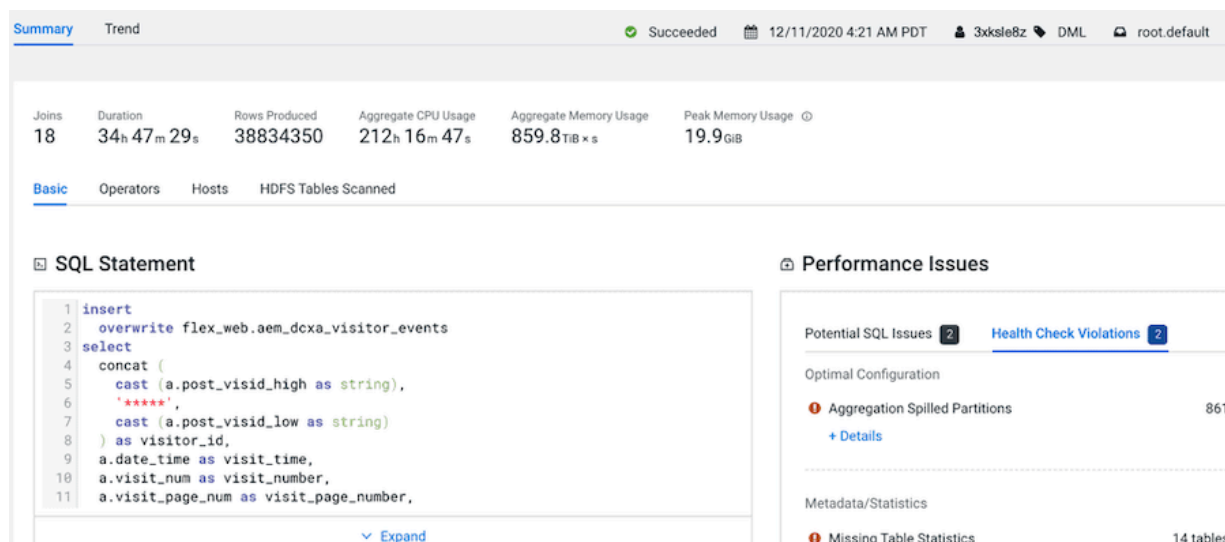 Summary Trend Succeeded 12/11/2020 4:21 AM PDT 3xksle8z DML root.default
Joins Duration Rows Produced Aggregate CPU Usage Aggregate Memory Usage Peak Memory Usage
18 34h 47m 29s 38834350 212h 16m 47s 859.8TiB × s 19.9GiB
Basic Operators Hosts HDFS Tables Scanned
SQL Statement
1 insert
2 overwrite flex_web.aem_dcxa_visitor_events
3 select
4 concat (
5 cast (a.post_visid_high as string),
6 '*****',
7 cast (a.post_visid_low as string)
8 ) as visitor_id,
9 a.date_time as visit_time,
10 a.visit_num as visit_number,
11 a.visit_page_num as visit_page_number,
Expand
Performance Issues
Potential SQL Issues 2 Health Check Violations 2
Optimal Configuration
Aggregation Spilled Partitions 861
+ Details
Metadata/Statistics
Missing Table Statistics 14 tables